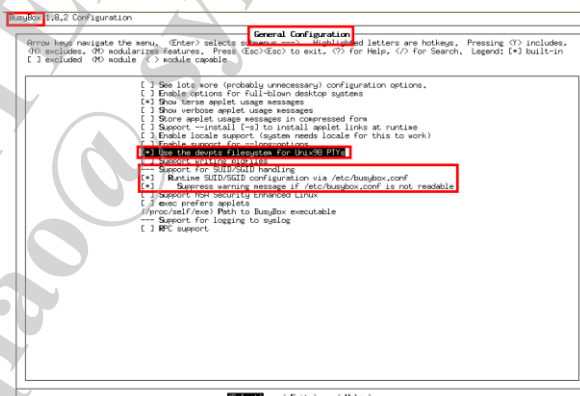 BusyBox 1.8.2 Configuration
General Configuration
Arrow keys navigate the menu. <Enter> selects submenus --->. Highlighted letters are hotkeys. Pressing <Y> includes,
<N> excludes, <M> modularizes features. Press <Esc><Esc> to exit, <?> for Help, </> for Search. Legend: [*] built-in
[ ] excluded <M> module < > module capable
[ ] See lots more (probably unnecessary) configuration options.
[ ] Enable options for full-blown desktop systems
[*] Show terse applet usage messages
[ ] Show verbose applet usage messages
[ ] Store applet usage messages in compressed form
[ ] Support --install [-s] to install applet links at runtime
[ ] Enable locale support (system needs locale for this to work)
[ ] Enable support for --long-options
[*] Use the devpts filesystem for Unix98 PTYs
[ ] Support writing pidfiles
--- Support for SUID/SGID handling
[*] Runtime SUID/SGID configuration via /etc/busybox.conf
[*] Suppress warning message if /etc/busybox.conf is not readable
[ ] Support NSA Security Enhanced Linux
[ ] exec prefers applets
(/proc/self/exe) Path to BusyBox executable
--- Support for logging to syslog
[ ] RPC support